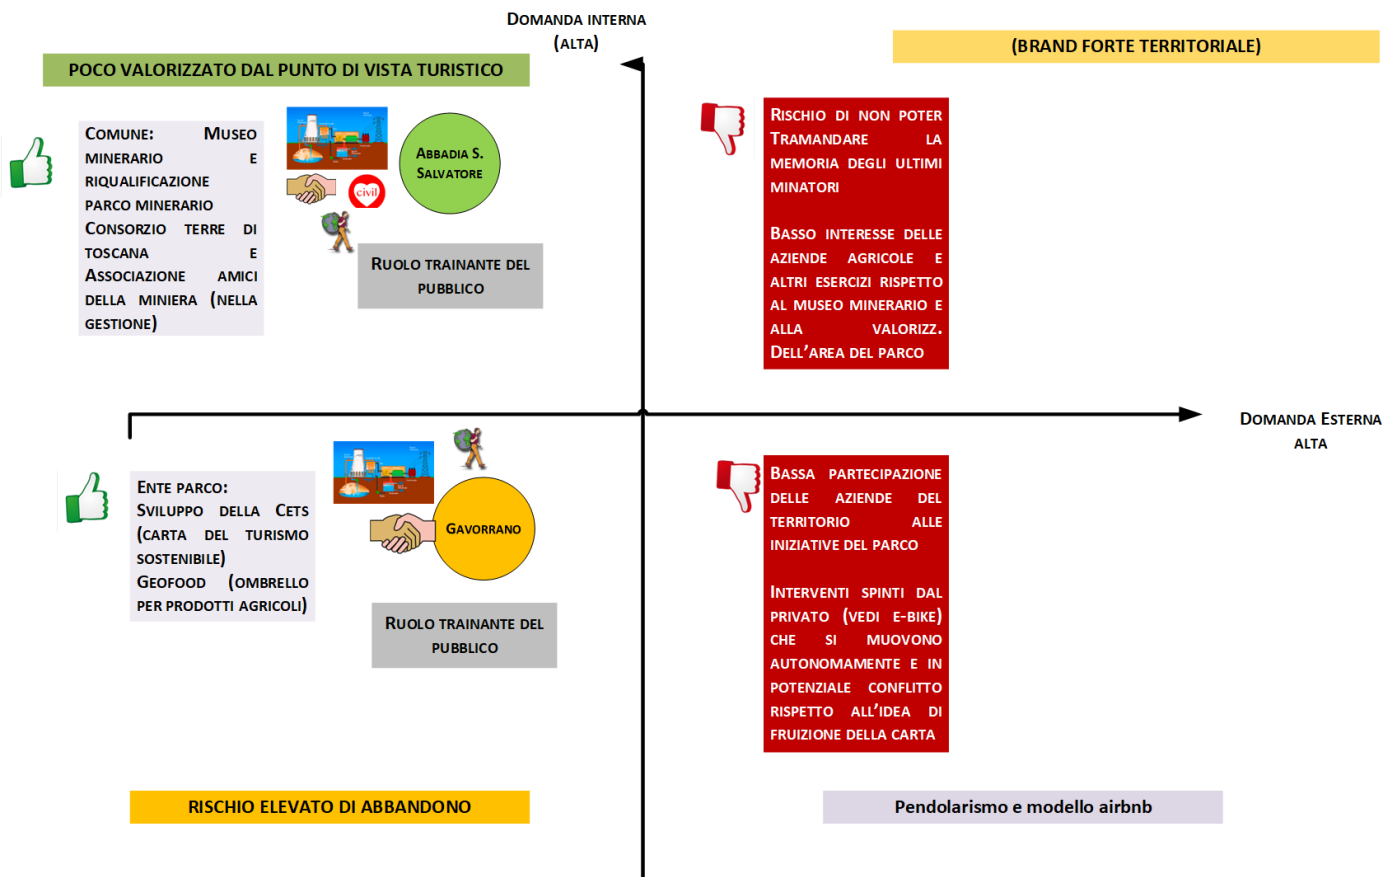 DOMANDA INTERNA
(ALTA)
(BRAND FORTE TERRITORIALE)
POCO VALORIZZATO DAL PUNTO DI VISTA TURISTICO
COMUNE: MUSEO
MINERARIO E
RIQUALIFICAZIONE
PARCO MINERARIO
CONSORZIO TERRE DI
TOSCANA E
ASSOCIAZIONE AMICI
DELLA MINIERA (NELLA
GESTIONE)
civil
ABBADIA S.
SALVATORE
RUOLO TRAINANTE DEL
PUBBLICO
RISCHIO DI NON POTER
TRAMANDARE LA
MEMORIA DEGLI ULTIMI
MINATORI
BASSO INTERESSE DELLE
AZIENDE AGRICOLE E
ALTRI ESERCIZI RISPETTO
AL MUSEO MINERARIO E
ALLA VALORIZZ.
DELL'AREA DEL PARCO
DOMANDA ESTERNA
ALTA
ENTE PARCO:
SVILUPPO DELLA CETS
(CARTA DEL TURISMO
SOSTENIBILE)
GEOFOOD (OMBRELLO
PER PRODOTTI AGRICOLI)
GAVORRANO
RUOLO TRAINANTE DEL
PUBBLICO
BASSA PARTECIPAZIONE
DELLE AZIENDE DEL
TERRITORIO ALLE
INIZIATIVE DEL PARCO
INTERVENTI SPINTI DAL
PRIVATO (VEDI E-BIKE)
CHE SI MUOVONO
AUTONOMAMENTE E IN
POTENZIALE CONFLITTO
RISPETTO ALL'IDEA DI
FRUIZIONE DELLA CARTA
RISCHIO ELEVATO DI ABBANDONO
Pendolarismo e modello airbnb